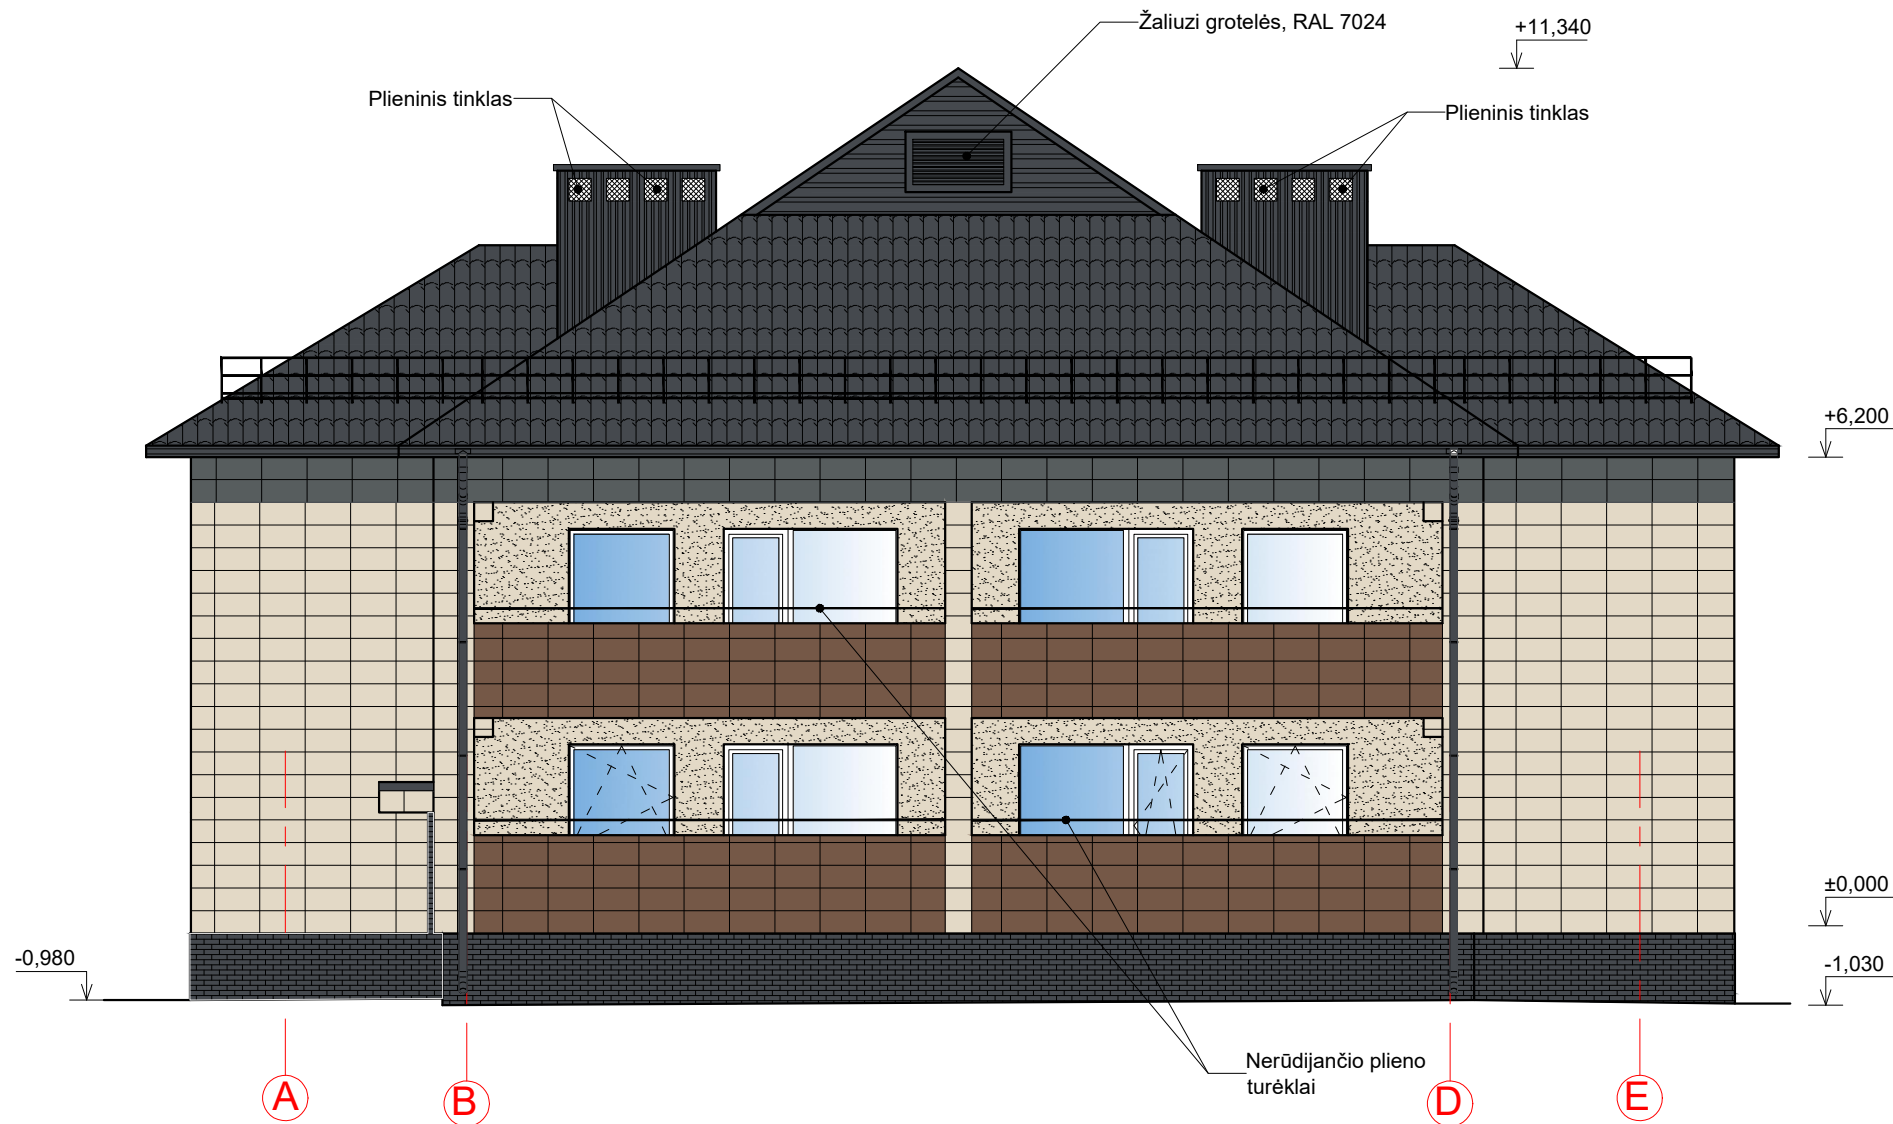 Žaliuzi grotelės, RAL 7024
+11,340
Plieninis tinklas
Plieninis tinklas
+6,200
±0,000
-0,980
-1,030
Nerūdijančio plieno
turėklai
A
B
D
E